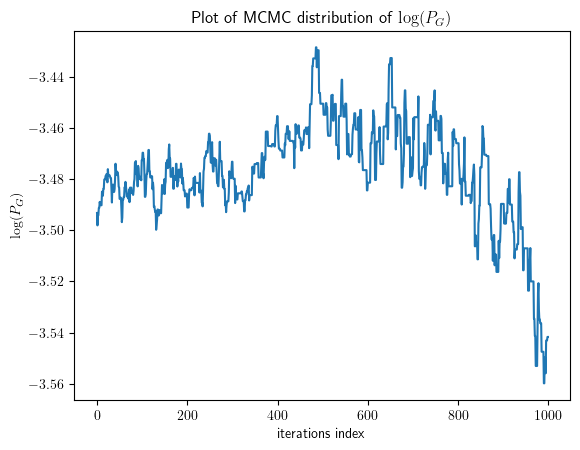 Plot of MCMC distribution of log(P_G)
log(P_G)
−3.44
−3.46
−3.48
−3.50
−3.52
−3.54
−3.56
0 200 400 600 800 1000
iterations index